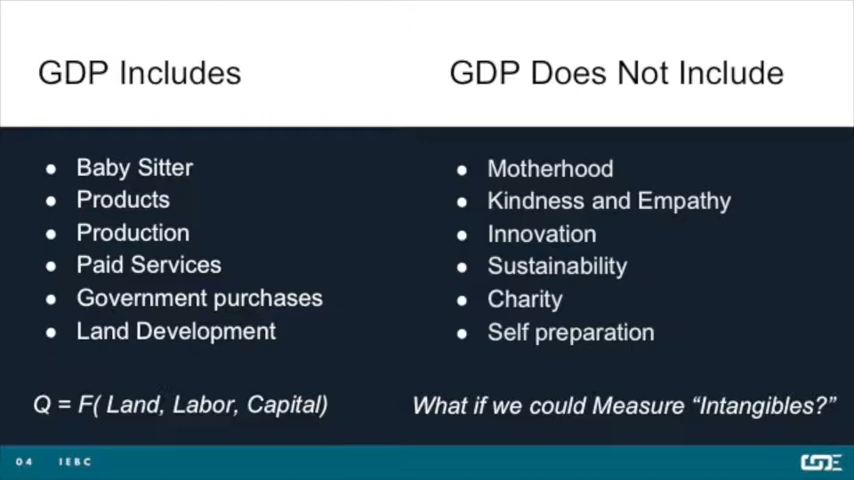 GDP Includes
GDP Does Not Include
● Baby Sitter
● Products
● Production
● Paid Services
● Government purchases
● Land Development
Q = F( Land, Labor, Capital)
● Motherhood
● Kindness and Empathy
● Innovation
● Sustainability
● Charity
● Self preparation
What if we could Measure “Intangibles?”
04 IEBC